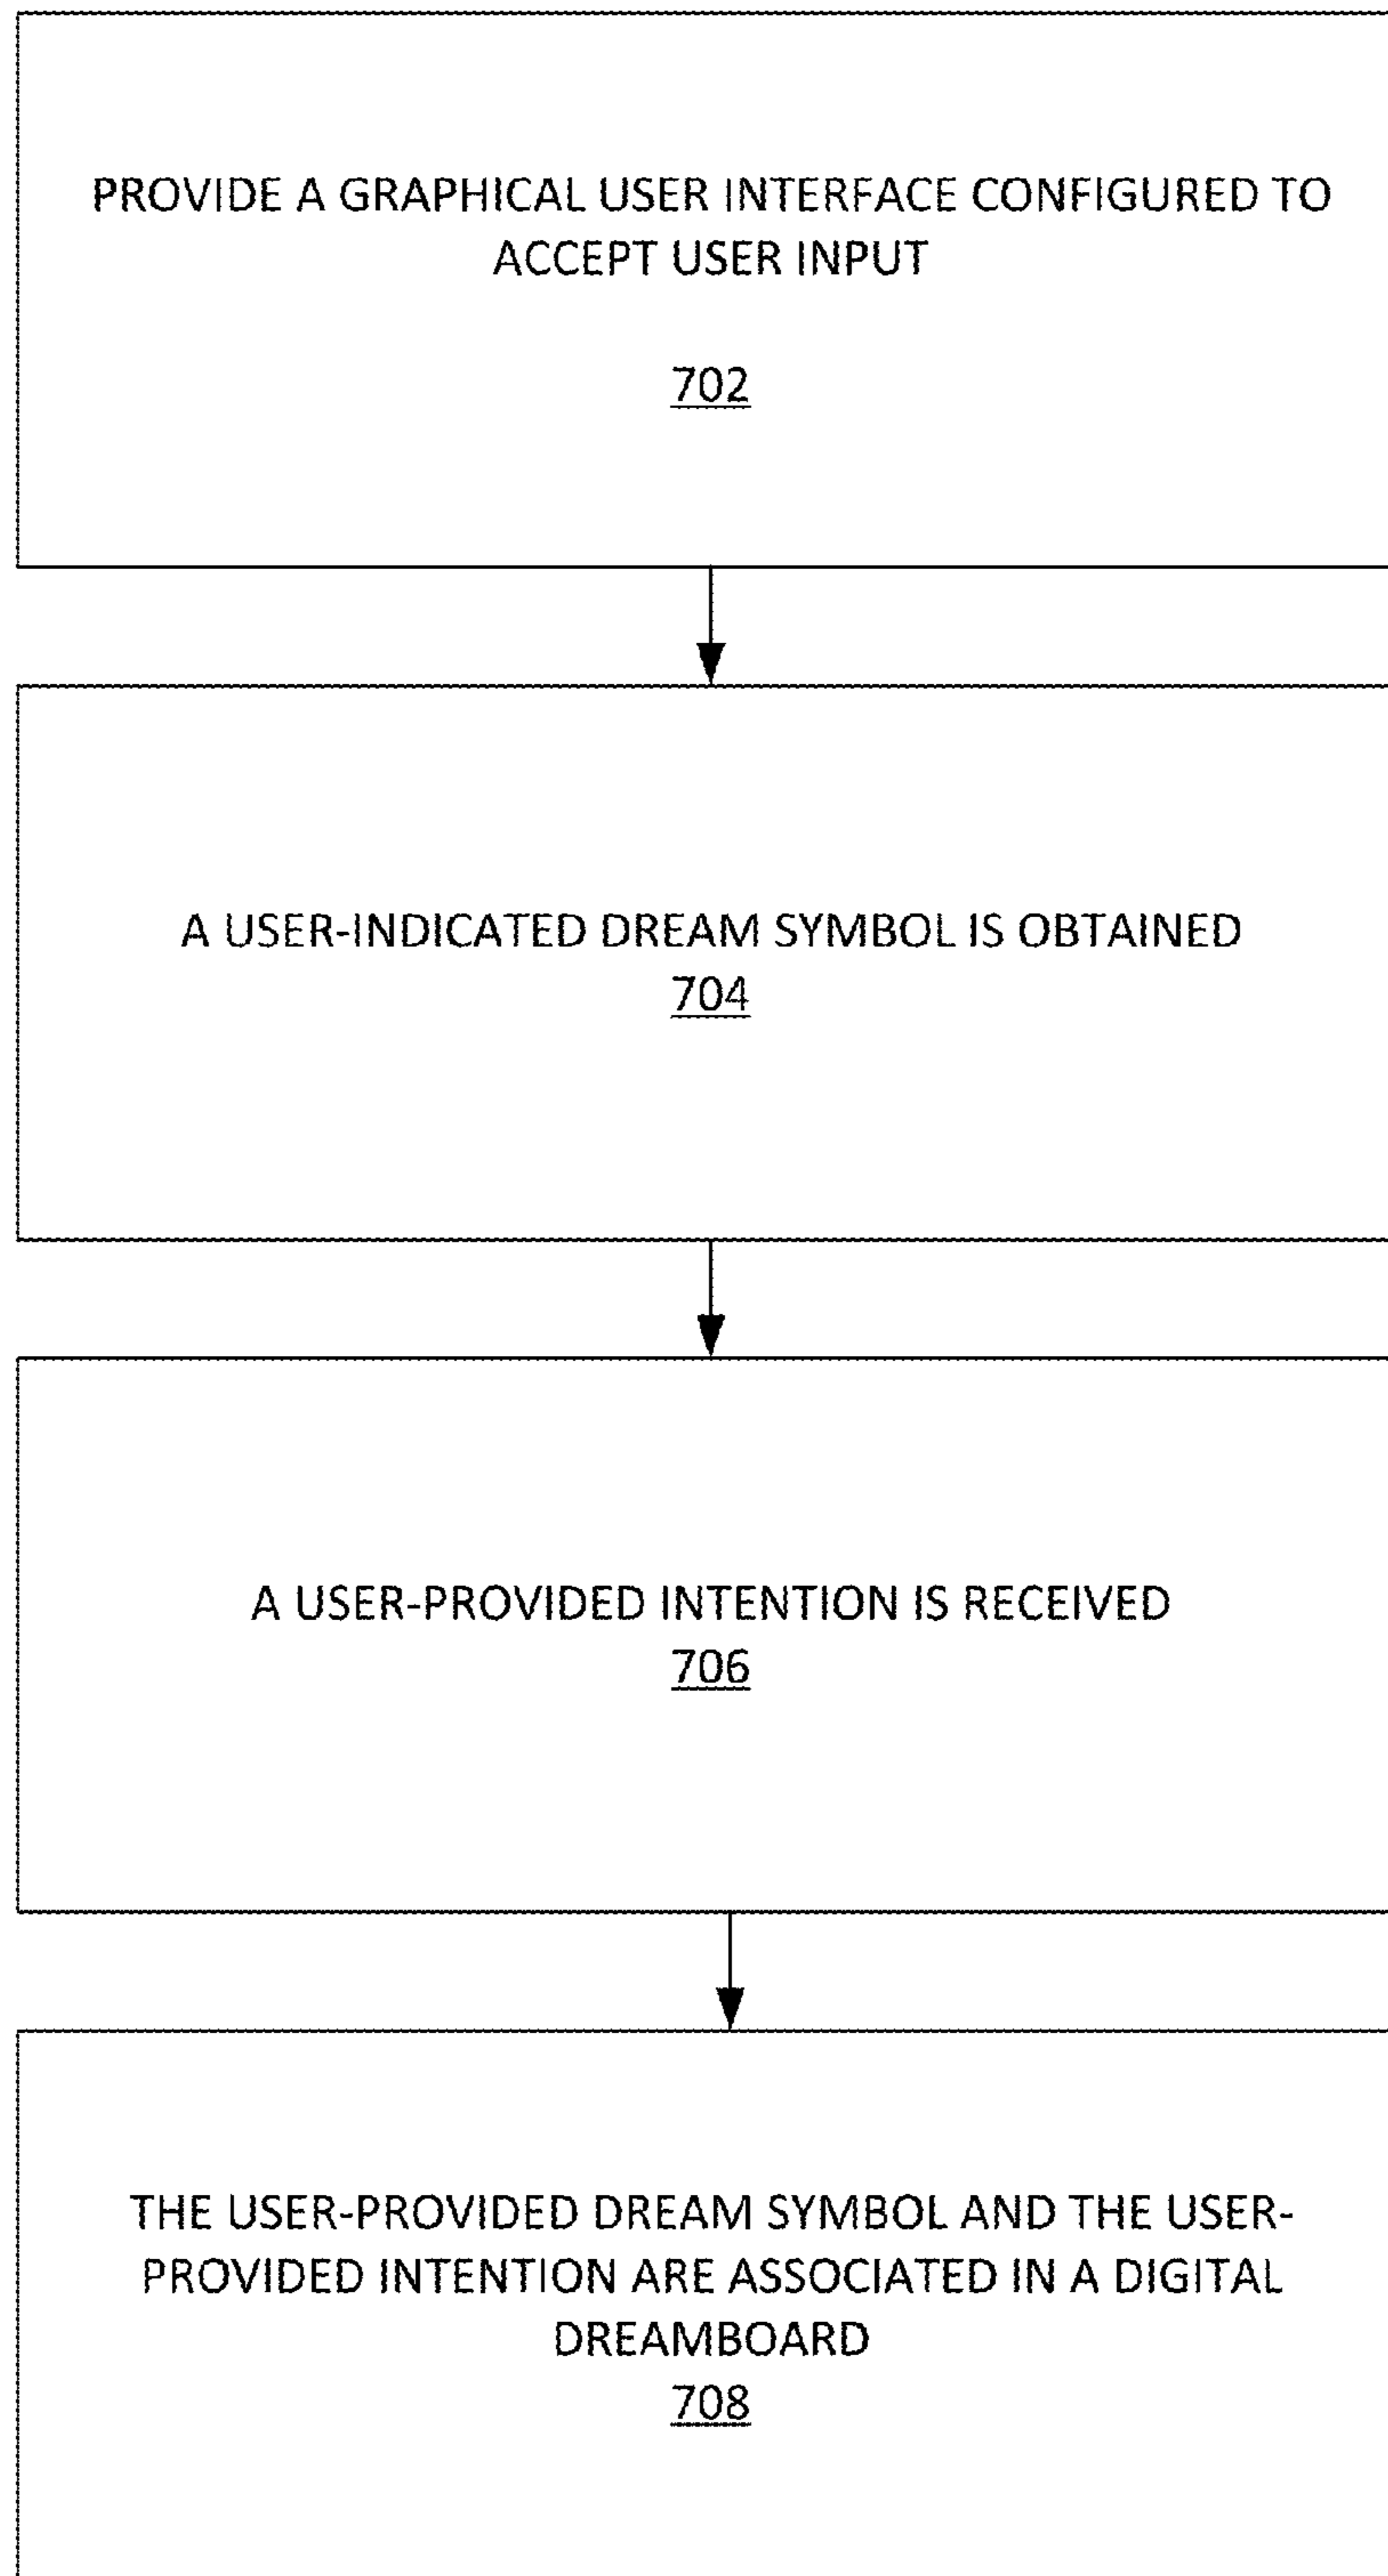 PROVIDE A GRAPHICAL USER INTERFACE CONFIGURED TO
ACCEPT USER INPUT
702
A USER-INDICATED DREAM SYMBOL IS OBTAINED
704
A USER-PROVIDED INTENTION IS RECEIVED
706
THE USER-PROVIDED DREAM SYMBOL AND THE USER-
PROVIDED INTENTION ARE ASSOCIATED IN A DIGITAL
DREAMBOARD
708